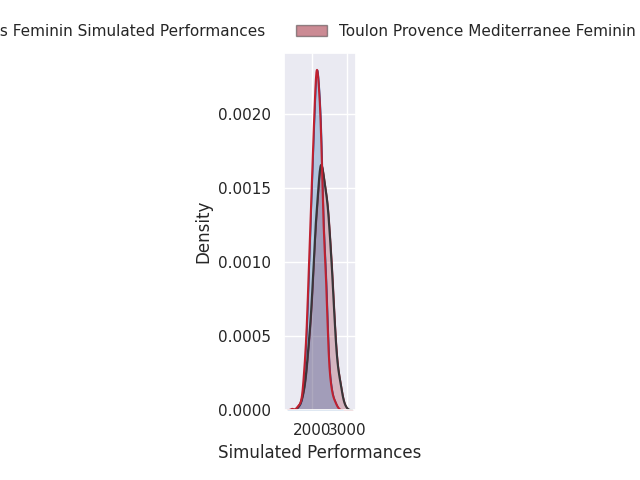 s Feminin Simulated Performances
Toulon Provence Mediterranee Feminin
0.0020
0.0015
0.0010
0.0005
0.0000
Density
2000
3000
Simulated Performances